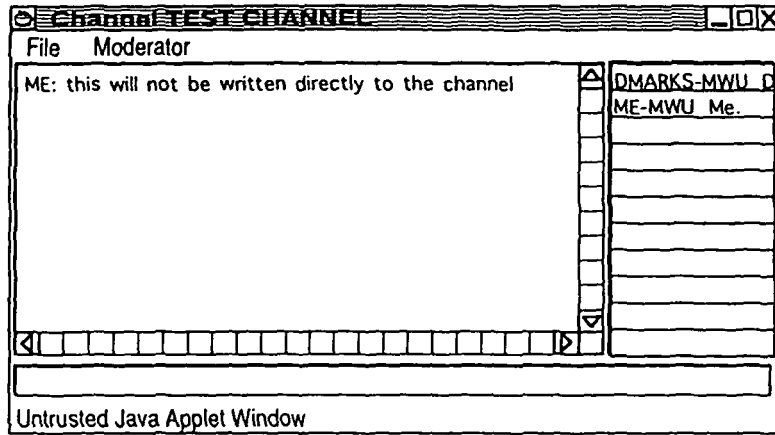 Channel TEST CHANNEL
File Moderator
ME: this will not be written directly to the channel
DMARKS-MWU D
ME-MWU Me.
Untrusted Java Applet Window